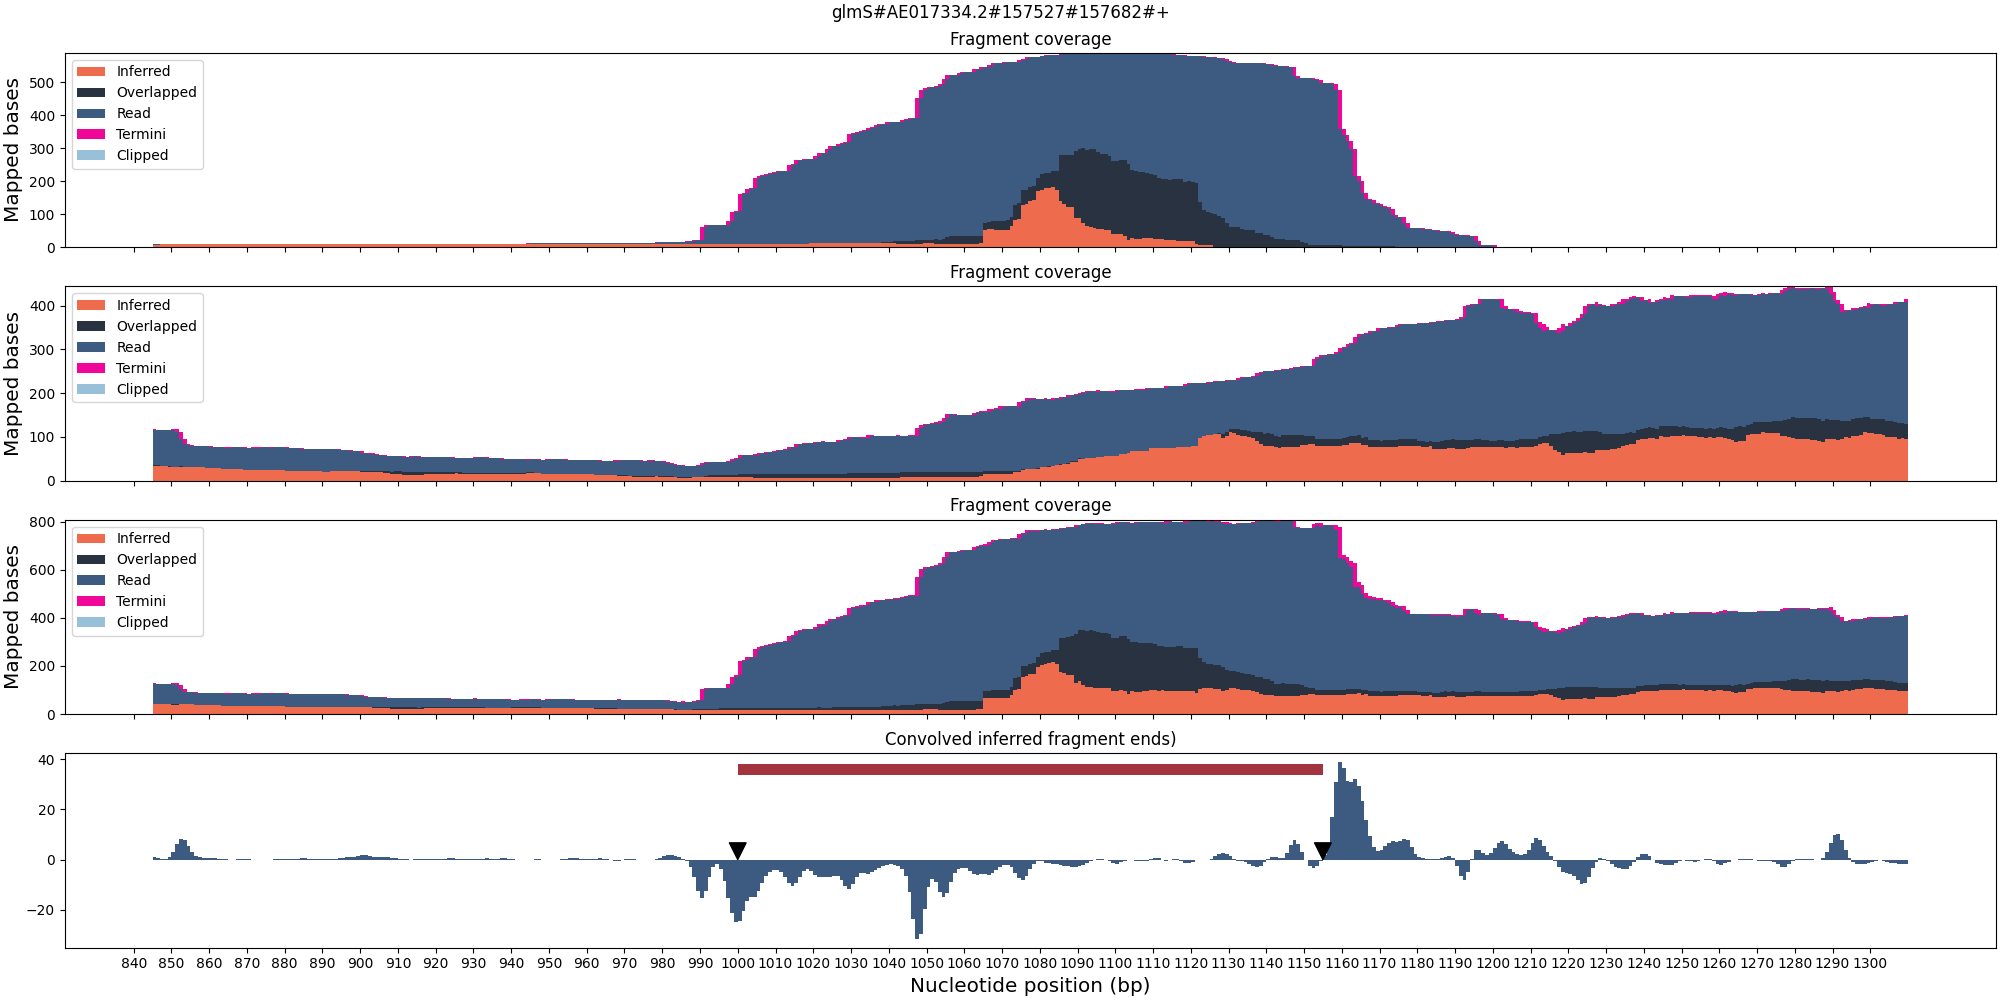 glmS#AE017334.2#157527#157682#+
Fragment coverage
Mapped bases
500
400
300
200
100
0
Inferred
Overlapped
Read
Termini
Clipped
Fragment coverage
Mapped bases
400
300
200
100
0
Inferred
Overlapped
Read
Termini
Clipped
Fragment coverage
Mapped bases
800
600
400
200
0
Inferred
Overlapped
Read
Termini
Clipped
Convolved inferred fragment ends)
40
20
0
−20
840 850 860 870 880 890 900 910 920 930 940 950 960 970 980 990 1000 1010 1020 1030 1040 1050 1060 1070 1080 1090 1100 1110 1120 1130 1140 1150 1160 1170 1180 1190 1200 1210 1220 1230 1240 1250 1260 1270 1280 1290 1300
Nucleotide position (bp)